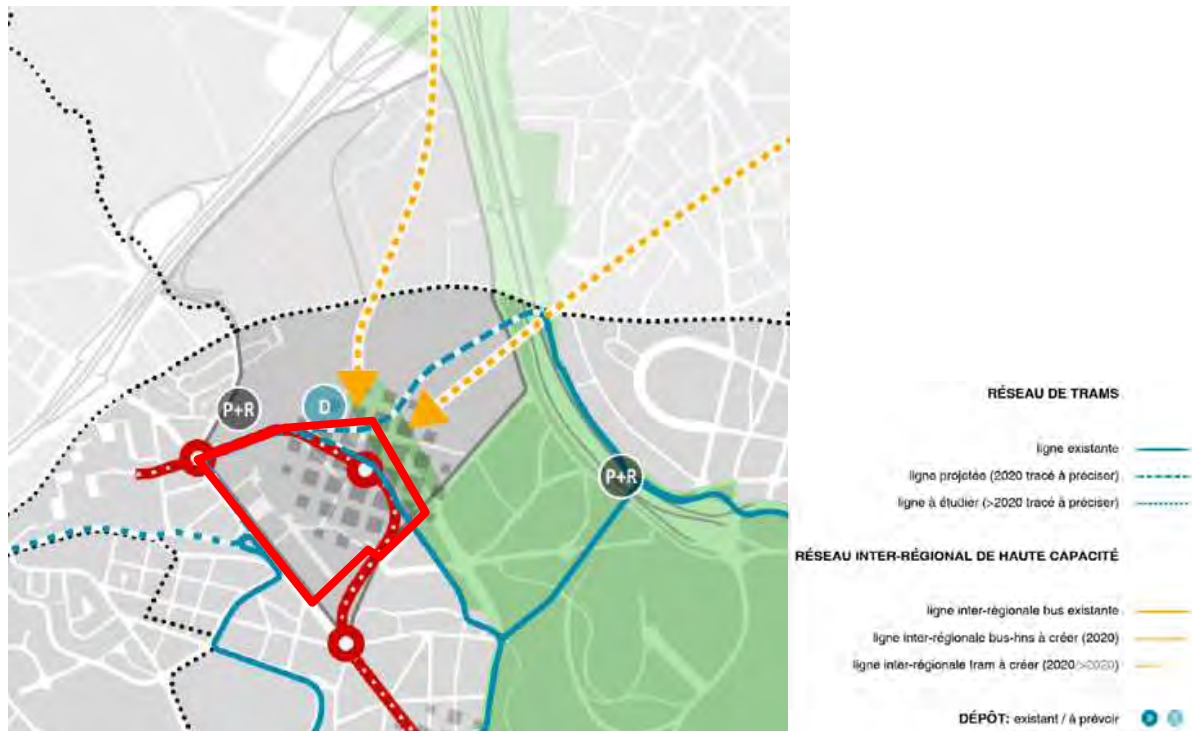 P+R
D
P+R
RÉSEAU DE TRAMS
ligne existante
ligne projetée (2020 tracé à préciser)
ligne à étudier (>2020 tracé à préciser)
RÉSEAU INTER-RÉGIONAL DE HAUTE CAPACITÉ
ligne inter-régionale bus existante
ligne inter-régionale bus-hns à créer (2020)
ligne inter-régionale tram à créer (2020/>2020)
DÉPÔT: existant / à prévoir